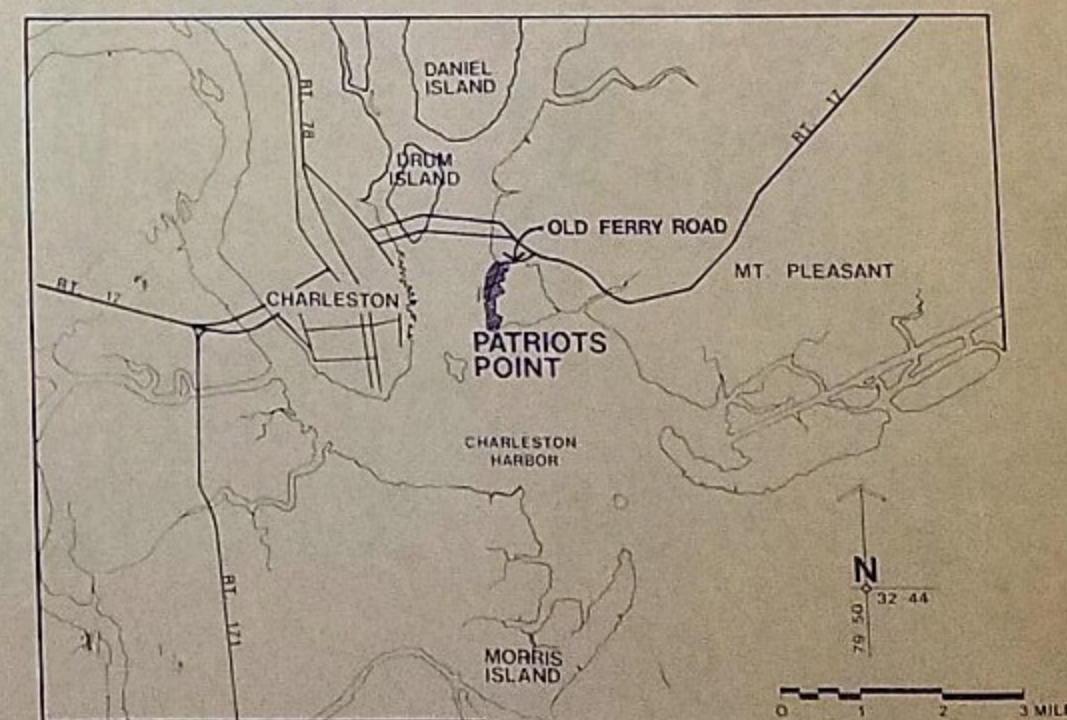 DANIEL
ISLAND
RT. 78
RT. 17
DRUM
ISLAND
OLD FERRY ROAD
MT. PLEASANT
RT. 17
CHARLESTON
PATRIOTS
POINT
CHARLESTON
HARBOR
N
32 44
79 50
RT. 171
MORRIS
ISLAND
0 1 2 3 MILE